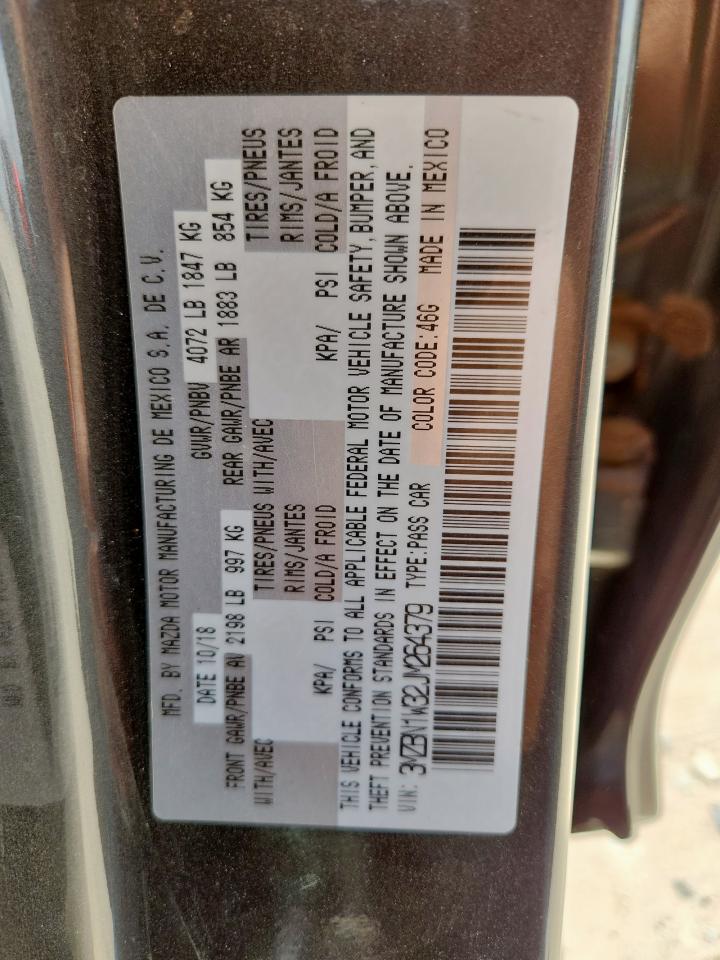 MFD. BY MAZDA MOTOR MANUFACTURING DE MEXICO S.A. DE C.V.
DATE 10/18 GVWR/PNBV 4072 LB 1847 KG
FRONT GAWR/PNBE AV 2198 LB 997 KG REAR GAWR/PNBE AR 1883 LB 854 KG
WITH/AVEC TIRES/PNEUS WITH/AVEC TIRES/PNEUS
RIMS/JANTES RIMS/JANTES
KPA/ PSI COLD/A FROID KPA/ PSI COLD/A FROID
THIS VEHICLE CONFORMS TO ALL APPLICABLE FEDERAL MOTOR VEHICLE SAFETY, BUMPER, AND
THEFT PREVENTION STANDARDS IN EFFECT ON THE DATE OF MANUFACTURE SHOWN ABOVE.
VIN: 3MZBN1W32JM264379 TYPE:PASS CAR COLOR CODE:46G MADE IN MEXICO